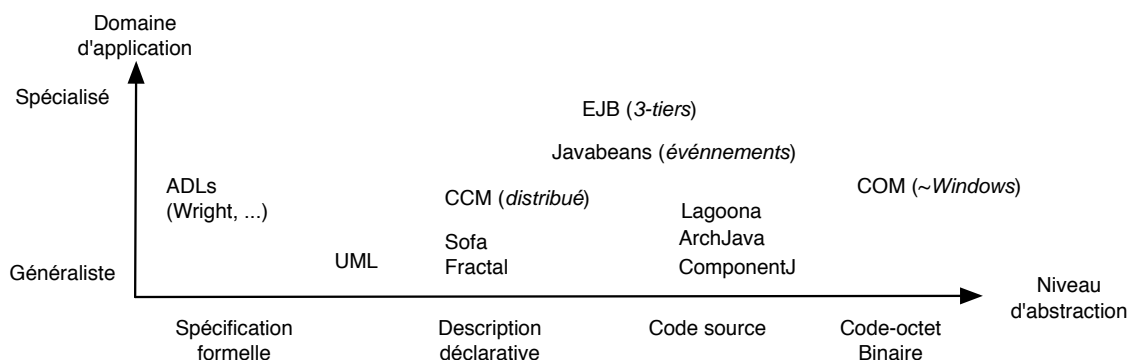 Domaine
d'application
Spécialisé
EJB (3-tiers)
Javabeans (événnements)
ADLs
(Wright, ...)
CCM (distribué)
COM (~Windows)
Lagoona
Sofa
ArchJava
UML
Fractal
ComponentJ
Généraliste
Niveau
d'abstraction
Spécification
formelle
Description
déclarative
Code source
Code-octet
Binaire